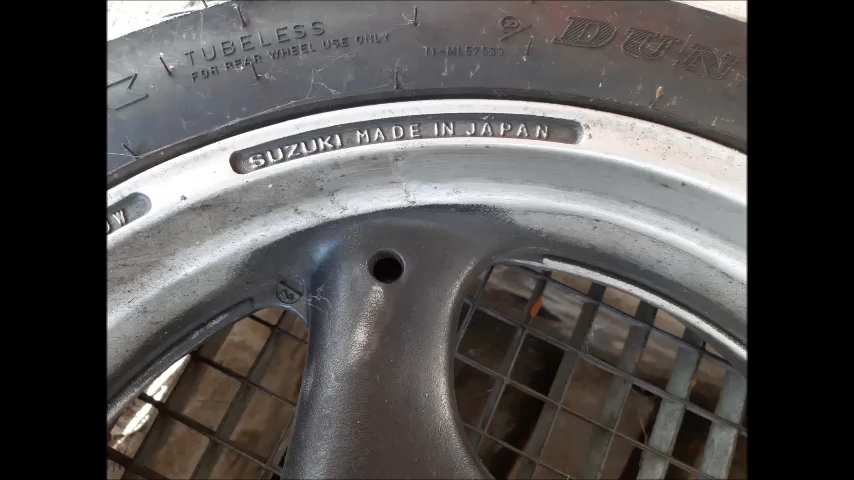 TUBELESS
FOR REAR WHEEL USE ONLY
DUN
SUZUKI MADE IN JAPAN
W